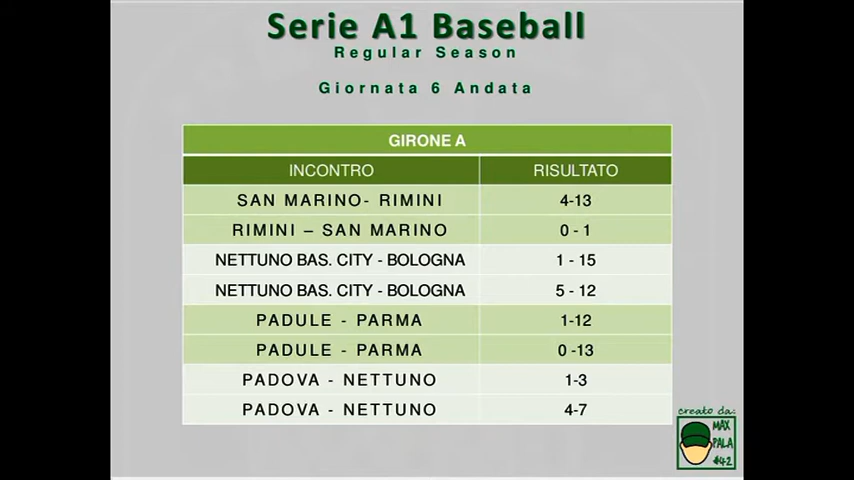 Serie A1 Baseball
Regular Season
Giornata 6 Andata
GIRONE A
INCONTRO RISULTATO
SAN MARINO- RIMINI 4-13
RIMINI – SAN MARINO 0 - 1
NETTUNO BAS. CITY - BOLOGNA 1 - 15
NETTUNO BAS. CITY - BOLOGNA 5 - 12
PADULE - PARMA 1-12
PADULE - PARMA 0 -13
PADOVA - NETTUNO 1-3
PADOVA - NETTUNO 4-7
creato da:
MAX
PALA
#42